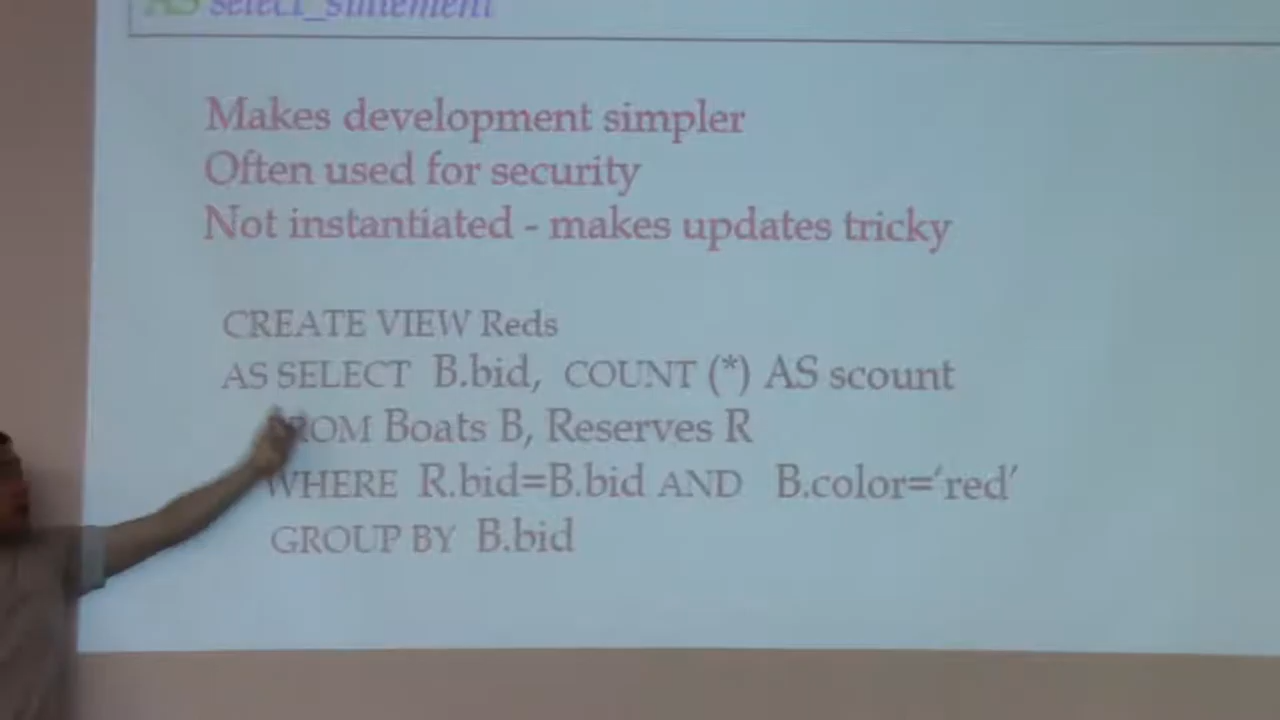 AS select_statement
Makes development simpler
Often used for security
Not instantiated - makes updates tricky
CREATE VIEW Reds
AS SELECT B.bid, COUNT (*) AS scount
FROM Boats B, Reserves R
WHERE R.bid=B.bid AND B.color=‘red’
GROUP BY B.bid